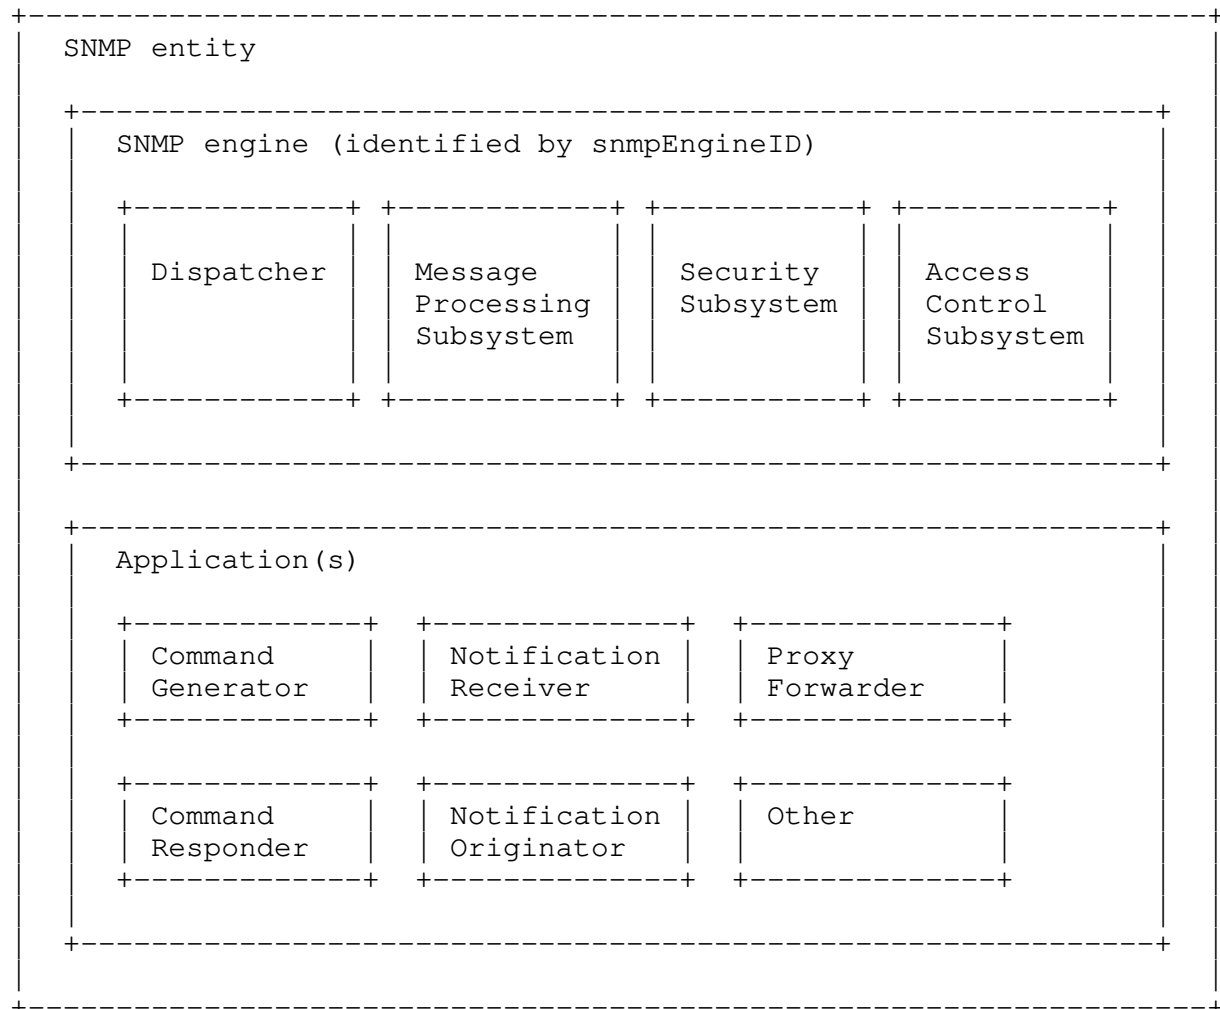 SNMP entity
SNMP engine (identified by snmpEngineID)
Dispatcher Message Security Access
Processing Subsystem Control
Subsystem Subsystem
Application(s)
Command Notification Proxy
Generator Receiver Forwarder
Command Notification Other
Responder Originator